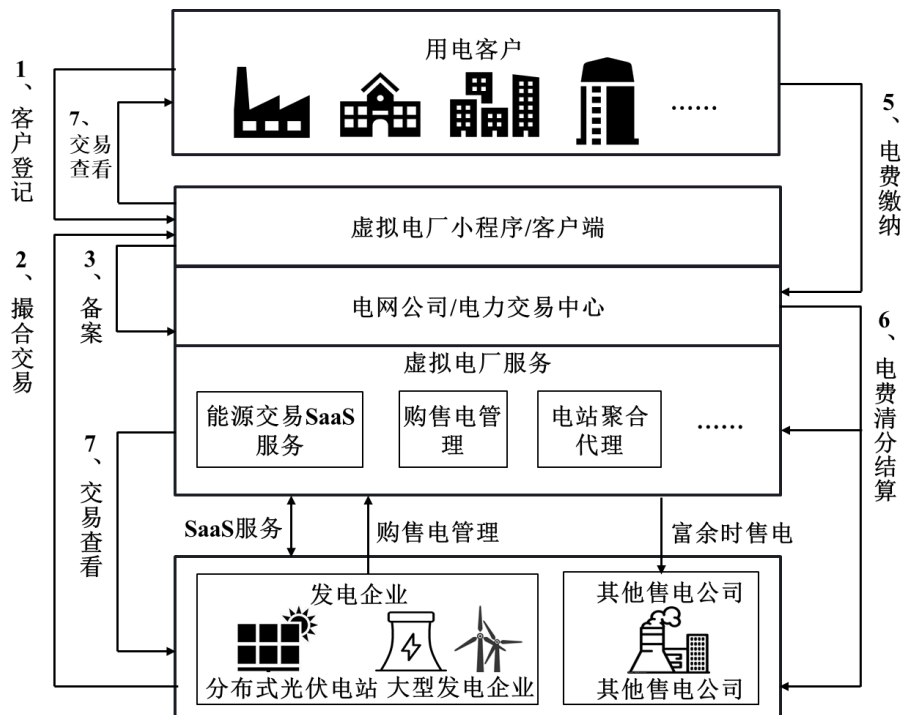 用电客户
……
1、客户登记
7、
交易
查看
5、电费缴纳
虚拟电厂小程序/客户端
2、撮合交易
3、备案
电网公司/电力交易中心
6、电费清分结算
虚拟电厂服务
能源交易SaaS
服务
购售电管
理
电站聚合
代理
……
7、交易查看
SaaS服务
购售电管理
富余时售电
发电企业
其他售电公司
分布式光伏电站
大型发电企业
其他售电公司